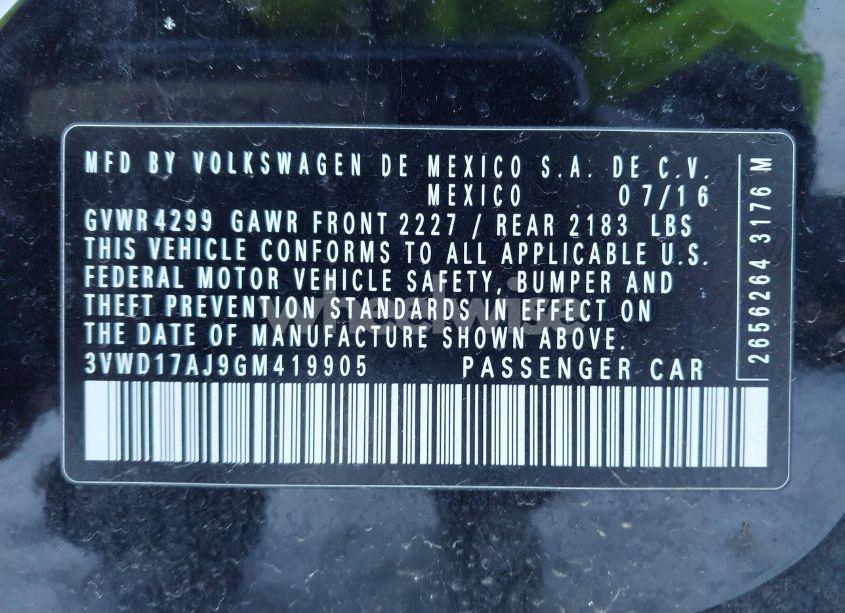 MFD BY VOLKSWAGEN DE MEXICO S.A. DE C.V.
MEXICO 07/16
GVWR 4299 GAWR FRONT 2227 / REAR 2183 LBS
THIS VEHICLE CONFORMS TO ALL APPLICABLE U.S.
FEDERAL MOTOR VEHICLE SAFETY, BUMPER AND
THEFT PREVENTION STANDARDS IN EFFECT ON
THE DATE OF MANUFACTURE SHOWN ABOVE.
3VWD17AJ9GM419905 PASSENGER CAR
2656264 3176 M